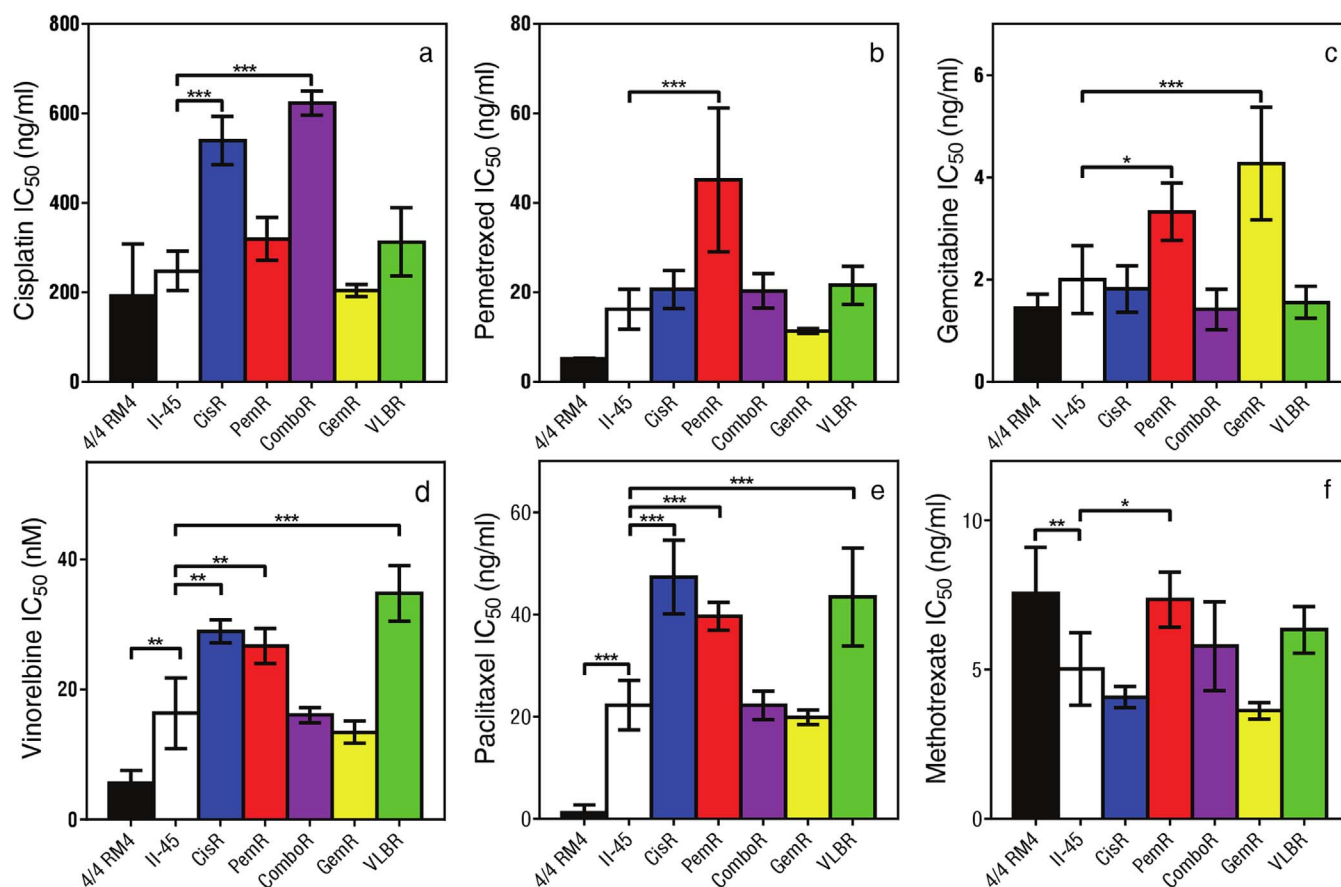 a
Cisplatin IC50 (ng/ml)
800
600
400
200
0
***
***
4/4 RM4
II-45
CisR
PemR
ComboR
GemR
VLBR
b
Pemetrexed IC50 (ng/ml)
80
60
40
20
0
***
4/4 RM4
II-45
CisR
PemR
ComboR
GemR
VLBR
c
Gemcitabine IC50 (ng/ml)
6
4
2
0
***
*
4/4 RM4
II-45
CisR
PemR
ComboR
GemR
VLBR
d
Vinorelbine IC50 (nM)
40
20
0
***
**
**
**
4/4 RM4
II-45
CisR
PemR
ComboR
GemR
VLBR
e
Paclitaxel IC50 (ng/ml)
60
40
20
0
***
***
***
***
4/4 RM4
II-45
CisR
PemR
ComboR
GemR
VLBR
f
Methotrexate IC50 (ng/ml)
10
5
0
**
*
4/4 RM4
II-45
CisR
PemR
ComboR
GemR
VLBR